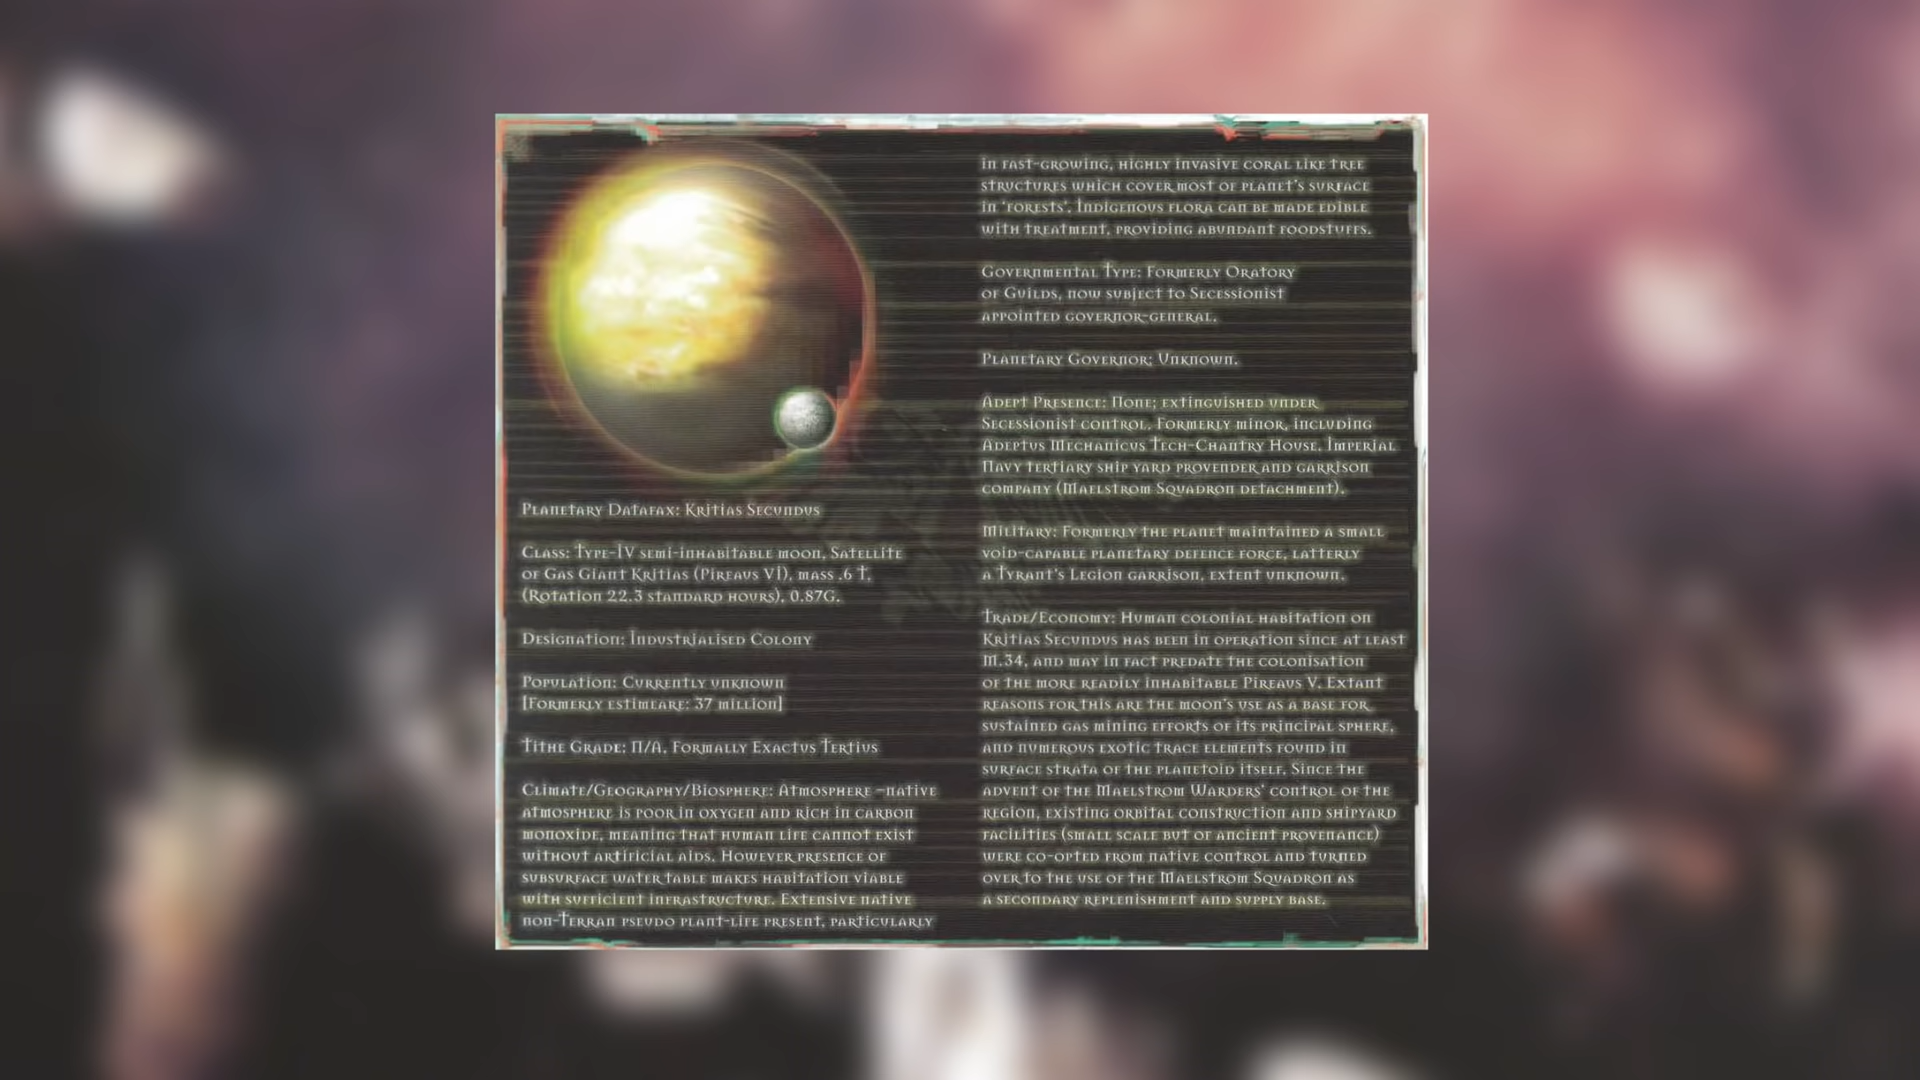 Planetary Datafax: Kritias Secundus
Class: Type-IV semi-inhabitable moon, Satellite
of Gas Giant Kritias (Pireaus VI), mass .6 T,
(Rotation 22.3 standard hours), 0.87G.
Designation: Industrialised Colony
Population: Currently unknown
[Formerly estimeare: 37 million]
Tithe Grade: N/A, Formally Exactus Tertius
Climate/Geography/Biosphere: Atmosphere –native
atmosphere is poor in oxygen and rich in carbon
monoxide, meaning that human life cannot exist
without artificial aids. However presence of
subsurface water table makes habitation viable
with sufficient infrastructure. Extensive native
non-Terran pseudo plant-life present, particularly
in fast-growing, highly invasive coral like tree
structures which cover most of planet's surface
in 'forests'. Indigenous flora can be made edible
with treatment, providing abundant foodstuffs.
Governmental Type: Formerly Oratory
of Guilds, now subject to Secessionist
appointed governor-general.
Planetary Governor: Unknown.
Adept Presence: None; extinguished under
Secessionist control. Formerly minor, including
Adeptus Mechanicus Tech-Chantry House, Imperial
Navy tertiary ship yard provender and garrison
company (Maelstrom Squadron detachment).
Military: Formerly the planet maintained a small
void-capable planetary defence force, latterly
a Tyrant's Legion garrison, extent unknown.
Trade/Economy: Human colonial habitation on
Kritias Secundus has been in operation since at least
M.34, and may in fact predate the colonisation
of the more readily inhabitable Pireaus V. Extant
reasons for this are the moon's use as a base for
sustained gas mining efforts of its principal sphere,
and numerous exotic trace elements found in
surface strata of the planetoid itself. Since the
advent of the Maelstrom Warders' control of the
region, existing orbital construction and shipyard
facilities (small scale but of ancient provenance)
were co-opted from native control and turned
over to the use of the Maelstrom Squadron as
a secondary replenishment and supply base.